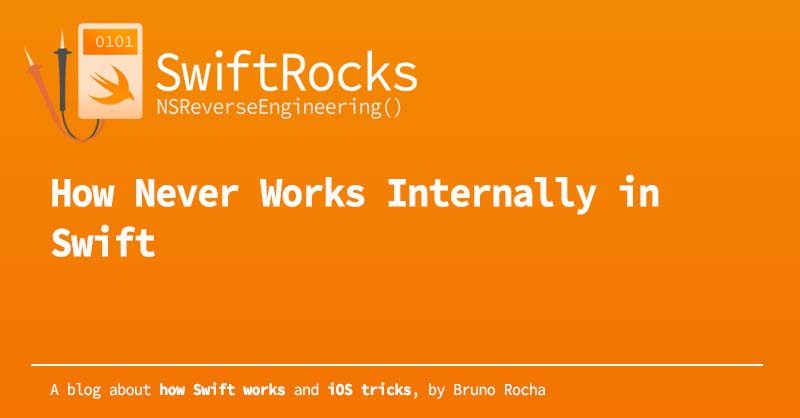 0101
SwiftRocks
NSReverseEngineering()
How Never Works Internally in
Swift
A blog about how Swift works and iOS tricks, by Bruno Rocha